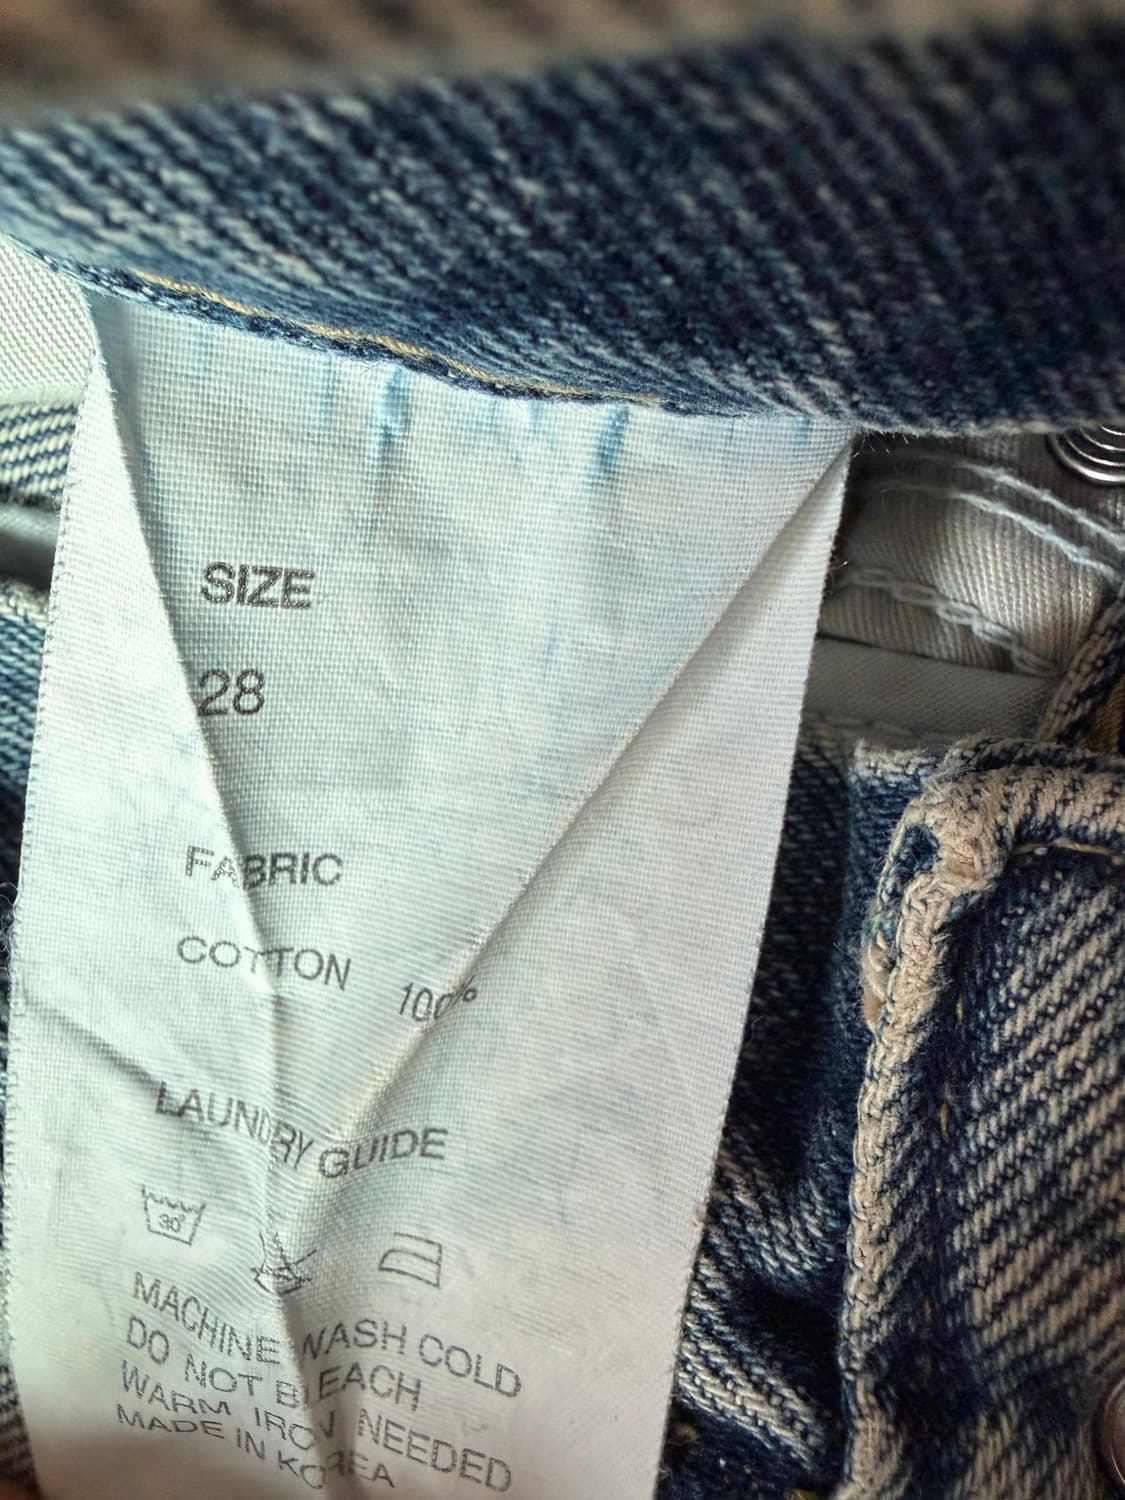 SIZE
28
FABRIC
COTTON 100%
LAUNDRY GUIDE
30°
MACHINE WASH COLD
DO NOT BLEACH
WARM IRON NEEDED
MADE IN KOREA